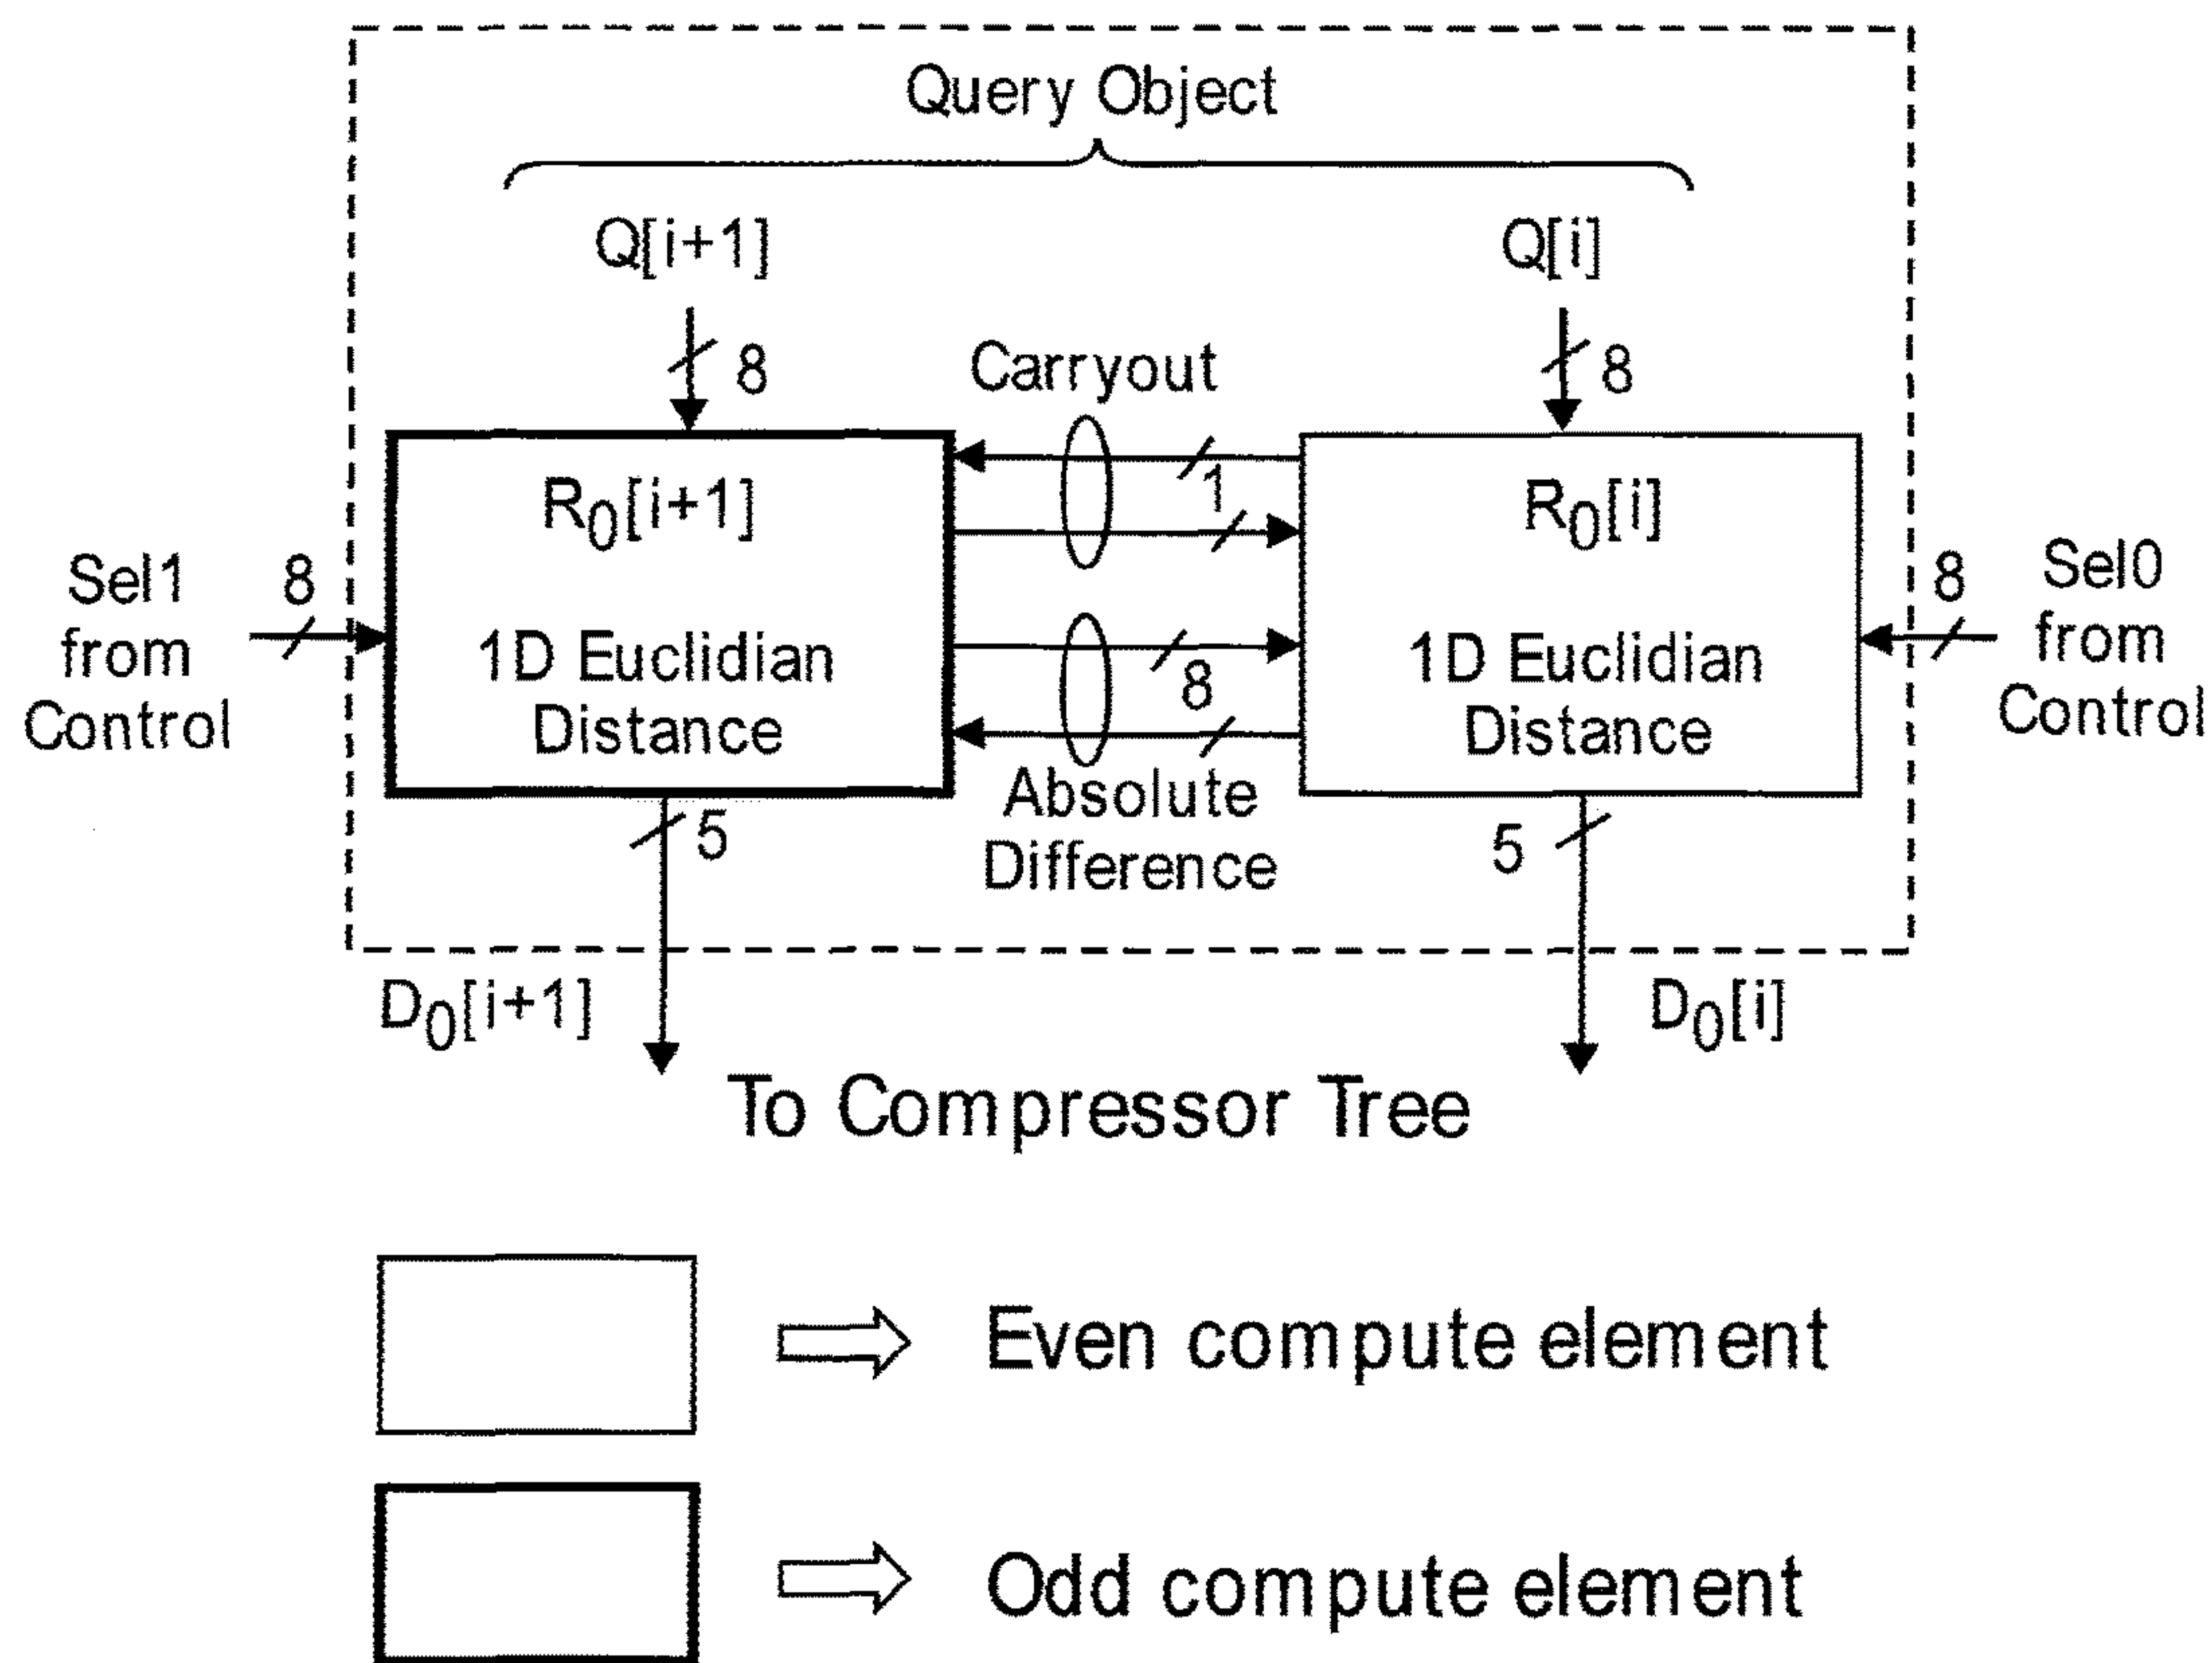 Query Object
Q[i+1]
Q[i]
8
8
Carryout
1
R0[i+1]
1D Euclidian
Distance
R0[i]
1D Euclidian
Distance
Sel1
from
Control
8
8
Sel0
from
Control
8
Absolute
Difference
5
5
D0[i+1]
D0[i]
To Compressor Tree
Even compute element
Odd compute element